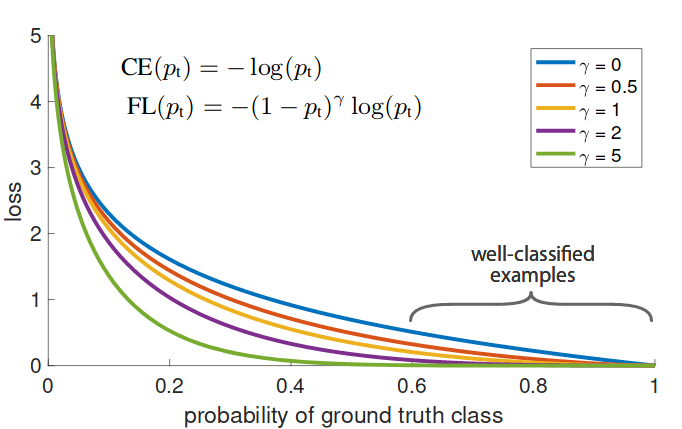 5
CE(pt) = − log(pt)
FL(pt) = −(1 − pt)^γ log(pt)
γ = 0
γ = 0.5
γ = 1
γ = 2
γ = 5
4
3
2
1
0
loss
well-classified
examples
0
0.2
0.4
0.6
0.8
1
probability of ground truth class